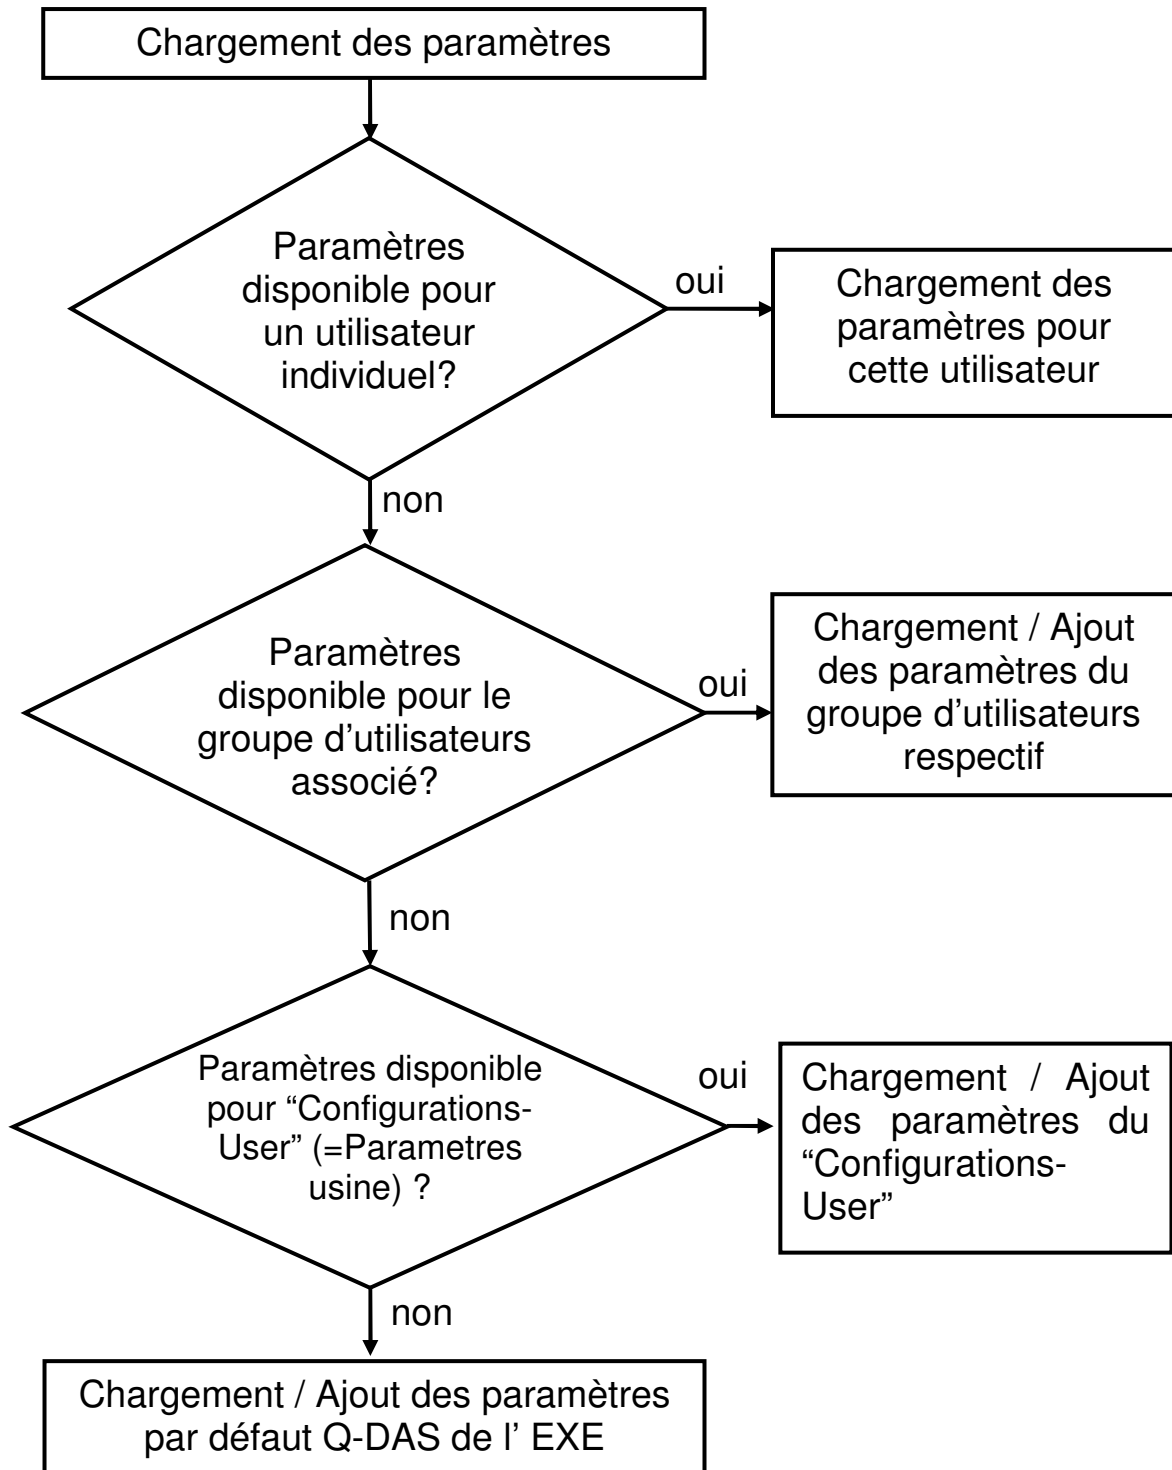 Chargement des paramètres
Paramètres
disponible pour
un utilisateur
individuel?
oui
Chargement des
paramètres pour
cette utilisateur
non
Paramètres
disponible pour le
groupe d’utilisateurs
associé?
oui
Chargement / Ajout
des paramètres du
groupe d’utilisateurs
respectif
non
Paramètres disponible
pour “Configurations-
User” (=Parametres
usine) ?
oui
Chargement / Ajout
des paramètres du
“Configurations-
User”
non
Chargement / Ajout des paramètres
par défaut Q-DAS de l’ EXE